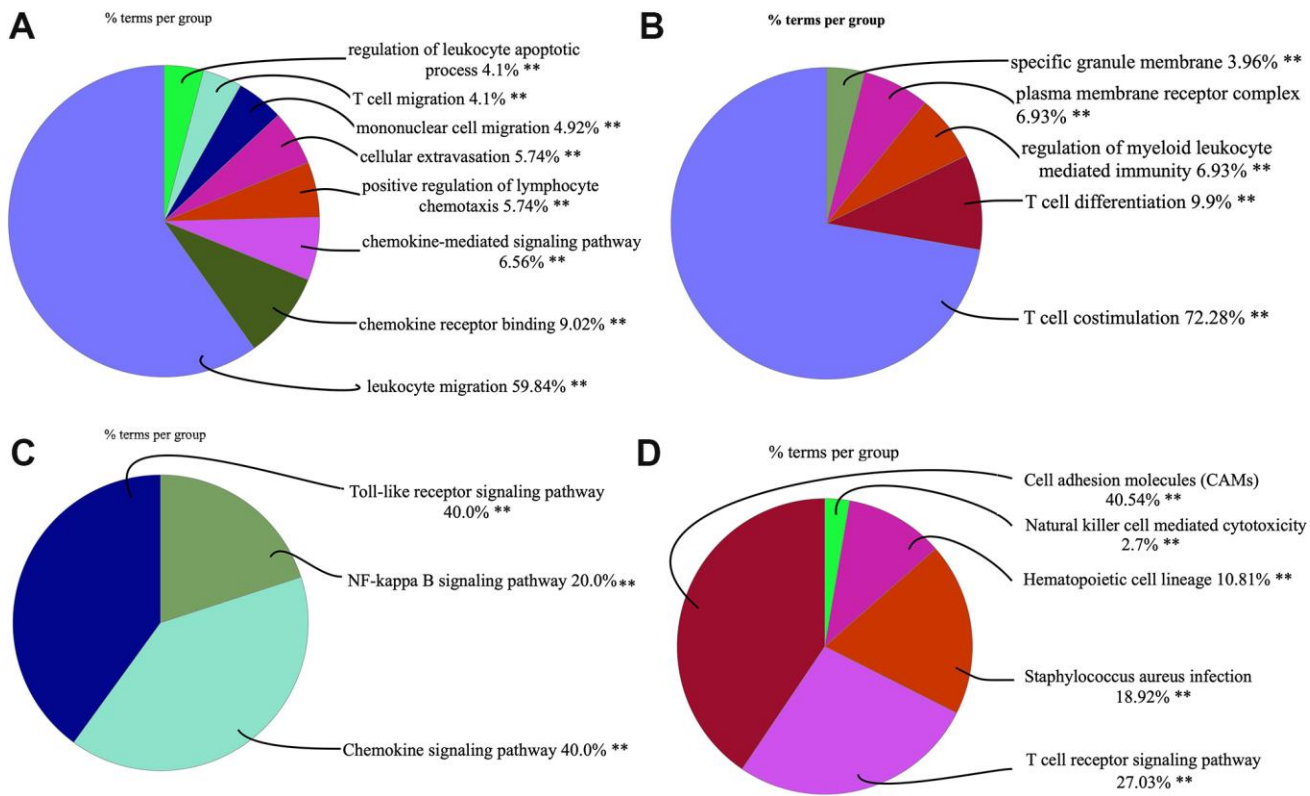 A
% terms per group
regulation of leukocyte apoptotic
process 4.1% **
T cell migration 4.1% **
mononuclear cell migration 4.92% **
cellular extravasation 5.74% **
positive regulation of lymphocyte
chemotaxis 5.74% **
chemokine-mediated signaling pathway
6.56% **
chemokine receptor binding 9.02% **
leukocyte migration 59.84% **
B
% terms per group
specific granule membrane 3.96% **
plasma membrane receptor complex
6.93% **
regulation of myeloid leukocyte
mediated immunity 6.93% **
T cell differentiation 9.9% **
T cell costimulation 72.28% **
C
% terms per group
Toll-like receptor signaling pathway
40.0% **
NF-kappa B signaling pathway 20.0% **
Chemokine signaling pathway 40.0% **
D
% terms per group
Cell adhesion molecules (CAMs)
40.54% **
Natural killer cell mediated cytotoxicity
2.7% **
Hematopoietic cell lineage 10.81% **
Staphylococcus aureus infection
18.92% **
T cell receptor signaling pathway
27.03% **